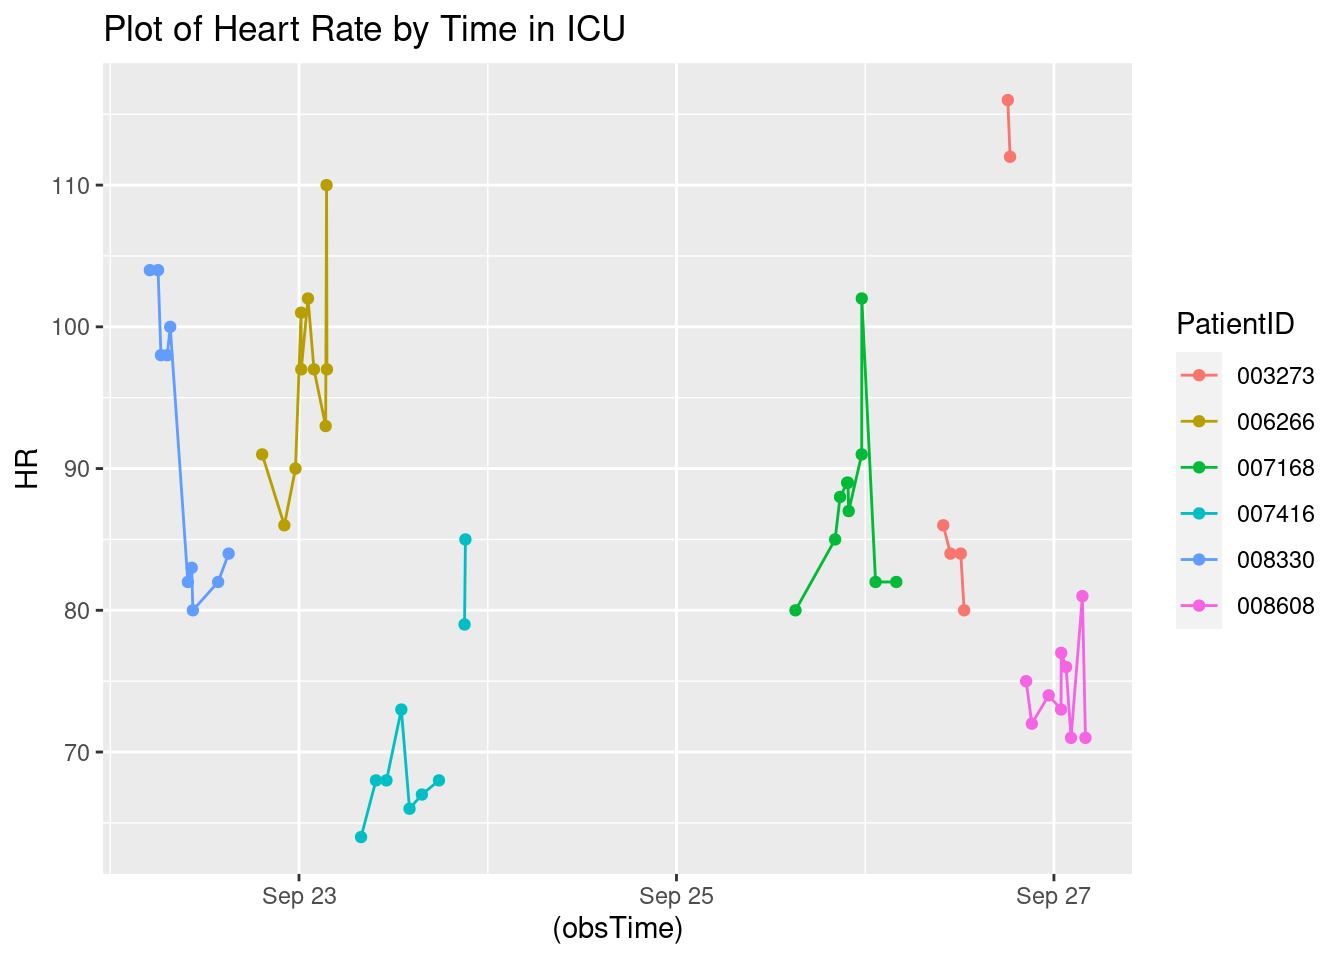 Plot of Heart Rate by Time in ICU
HR
110
100
90
80
70
Sep 23
Sep 25
Sep 27
(obsTime)
PatientID
003273
006266
007168
007416
008330
008608